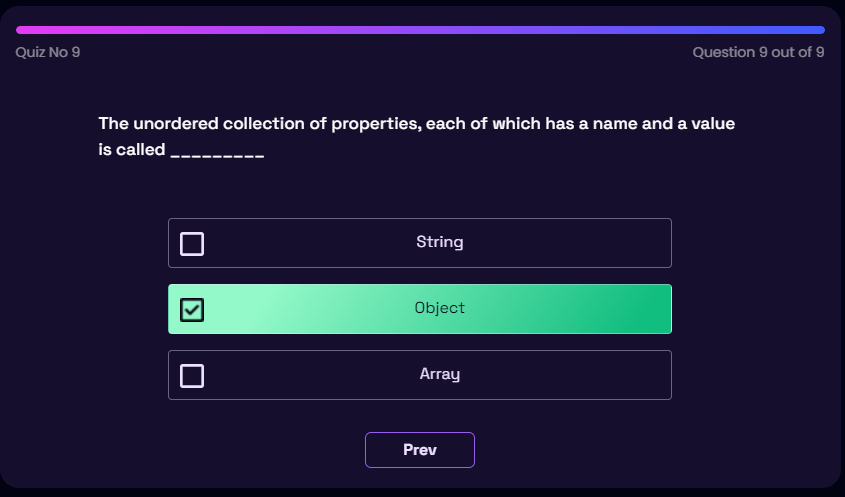 Quiz No 9
Question 9 out of 9
The unordered collection of properties, each of which has a name and a value
is called _________
String
Object
Array
Prev